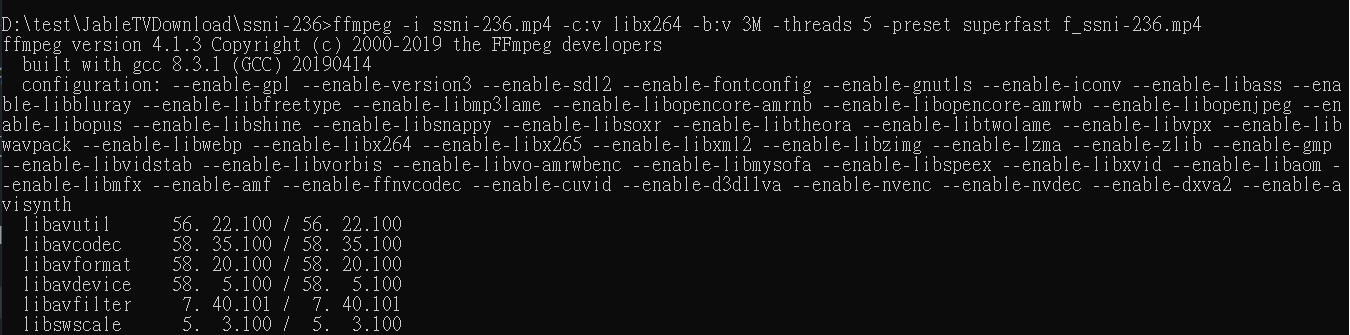 D:\test\JableTVDownload\ssni-236>ffmpeg -i ssni-236.mp4 -c:v libx264 -b:v 3M -threads 5 -preset superfast f_ssni-236.mp4
ffmpeg version 4.1.3 Copyright (c) 2000-2019 the FFmpeg developers
  built with gcc 8.3.1 (GCC) 20190414
  configuration: --enable-gpl --enable-version3 --enable-sdl2 --enable-fontconfig --enable-gnutls --enable-iconv --enable-libass --ena
ble-libbluray --enable-libfreetype --enable-libmp3lame --enable-libopencore-amrnb --enable-libopencore-amrwb --enable-libopenjpeg --en
able-libopus --enable-libshine --enable-libsnappy --enable-libsoxr --enable-libtheora --enable-libtwolame --enable-libvpx --enable-lib
wavpack --enable-libwebp --enable-libx264 --enable-libx265 --enable-libxml2 --enable-libzimg --enable-lzma --enable-zlib --enable-gmp
--enable-libvidstab --enable-libvorbis --enable-libvo-amrwbenc --enable-libmysofa --enable-libspeex --enable-libxvid --enable-libaom -
-enable-libmfx --enable-amf --enable-ffnvcodec --enable-cuvid --enable-d3d11va --enable-nvenc --enable-nvdec --enable-dxva2 --enable-a
visynth
  libavutil      56. 22.100 / 56. 22.100
  libavcodec     58. 35.100 / 58. 35.100
  libavformat    58. 20.100 / 58. 20.100
  libavdevice    58.  5.100 / 58.  5.100
  libavfilter     7. 40.101 /  7. 40.101
  libswscale      5.  3.100 /  5.  3.100